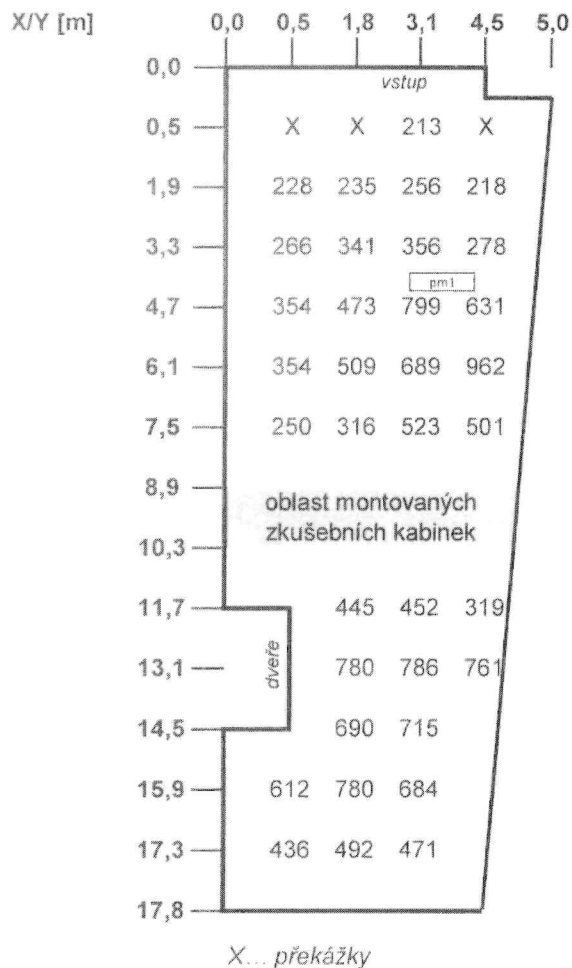 X/Y [m] 0,0 0,5 1,8 3,1 4,5 5,0
0,0
vstup
0,5 X X 213 X
1,9 228 235 256 218
3,3 266 341 356 278
pm1
4,7 354 473 799 631
6,1 354 509 689 962
7,5 250 316 523 501
8,9
oblast montovaných
zkušebních kabinek
10,3
11,7 445 452 319
dveře
13,1 780 786 761
14,5 690 715
15,9 612 780 684
17,3 436 492 471
17,8
X... překážky